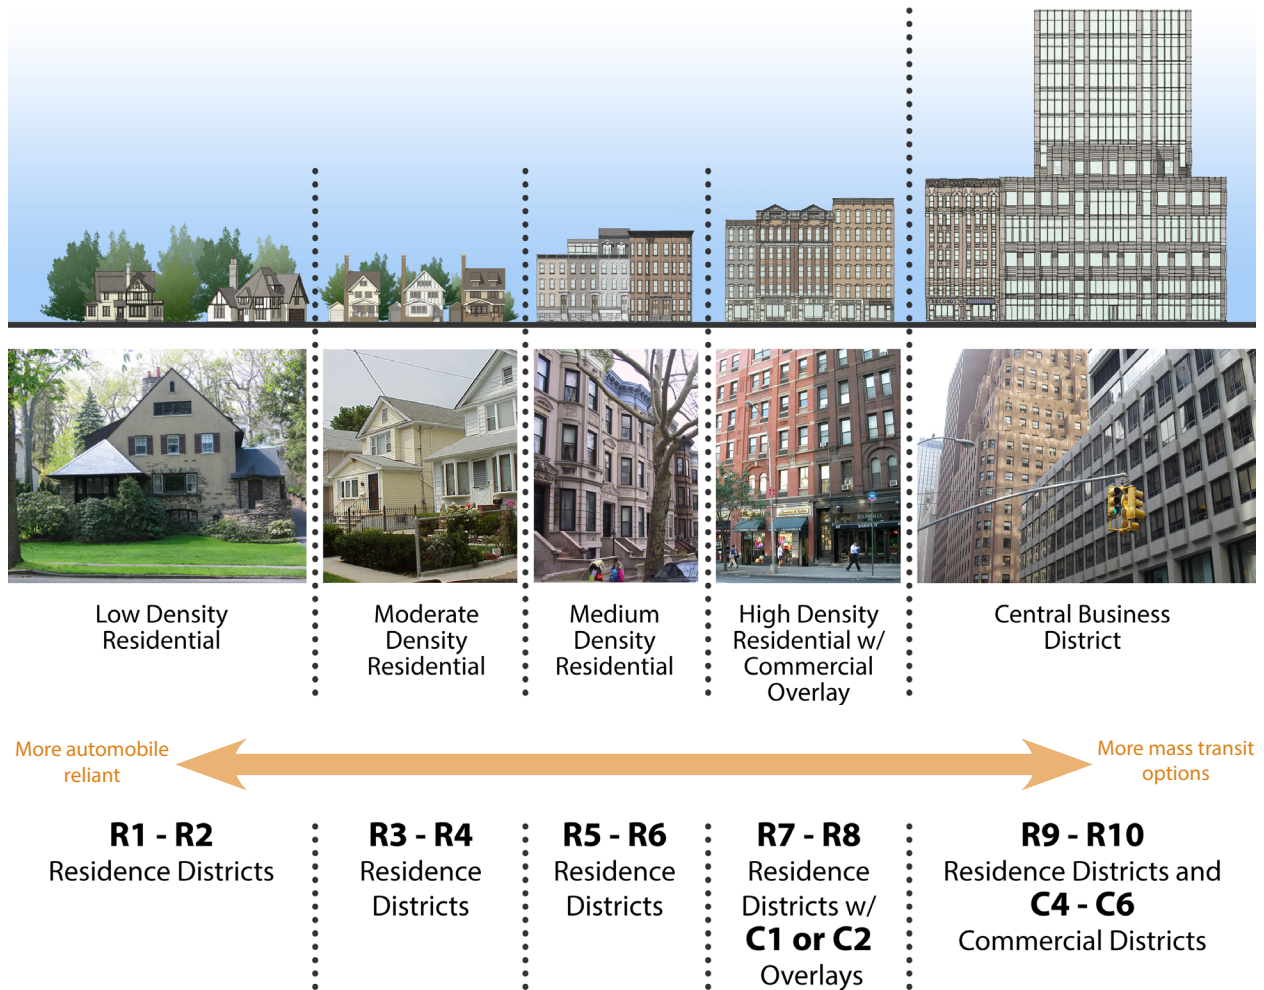 Low Density
Residential
Moderate
Density
Residential
Medium
Density
Residential
High Density
Residential w/
Commercial
Overlay
Central Business
District
More automobile
reliant
More mass transit
options
R1 - R2
Residence Districts
R3 - R4
Residence
Districts
R5 - R6
Residence
Districts
R7 - R8
Residence
Districts w/
C1 or C2
Overlays
R9 - R10
Residence Districts and
C4 - C6
Commercial Districts